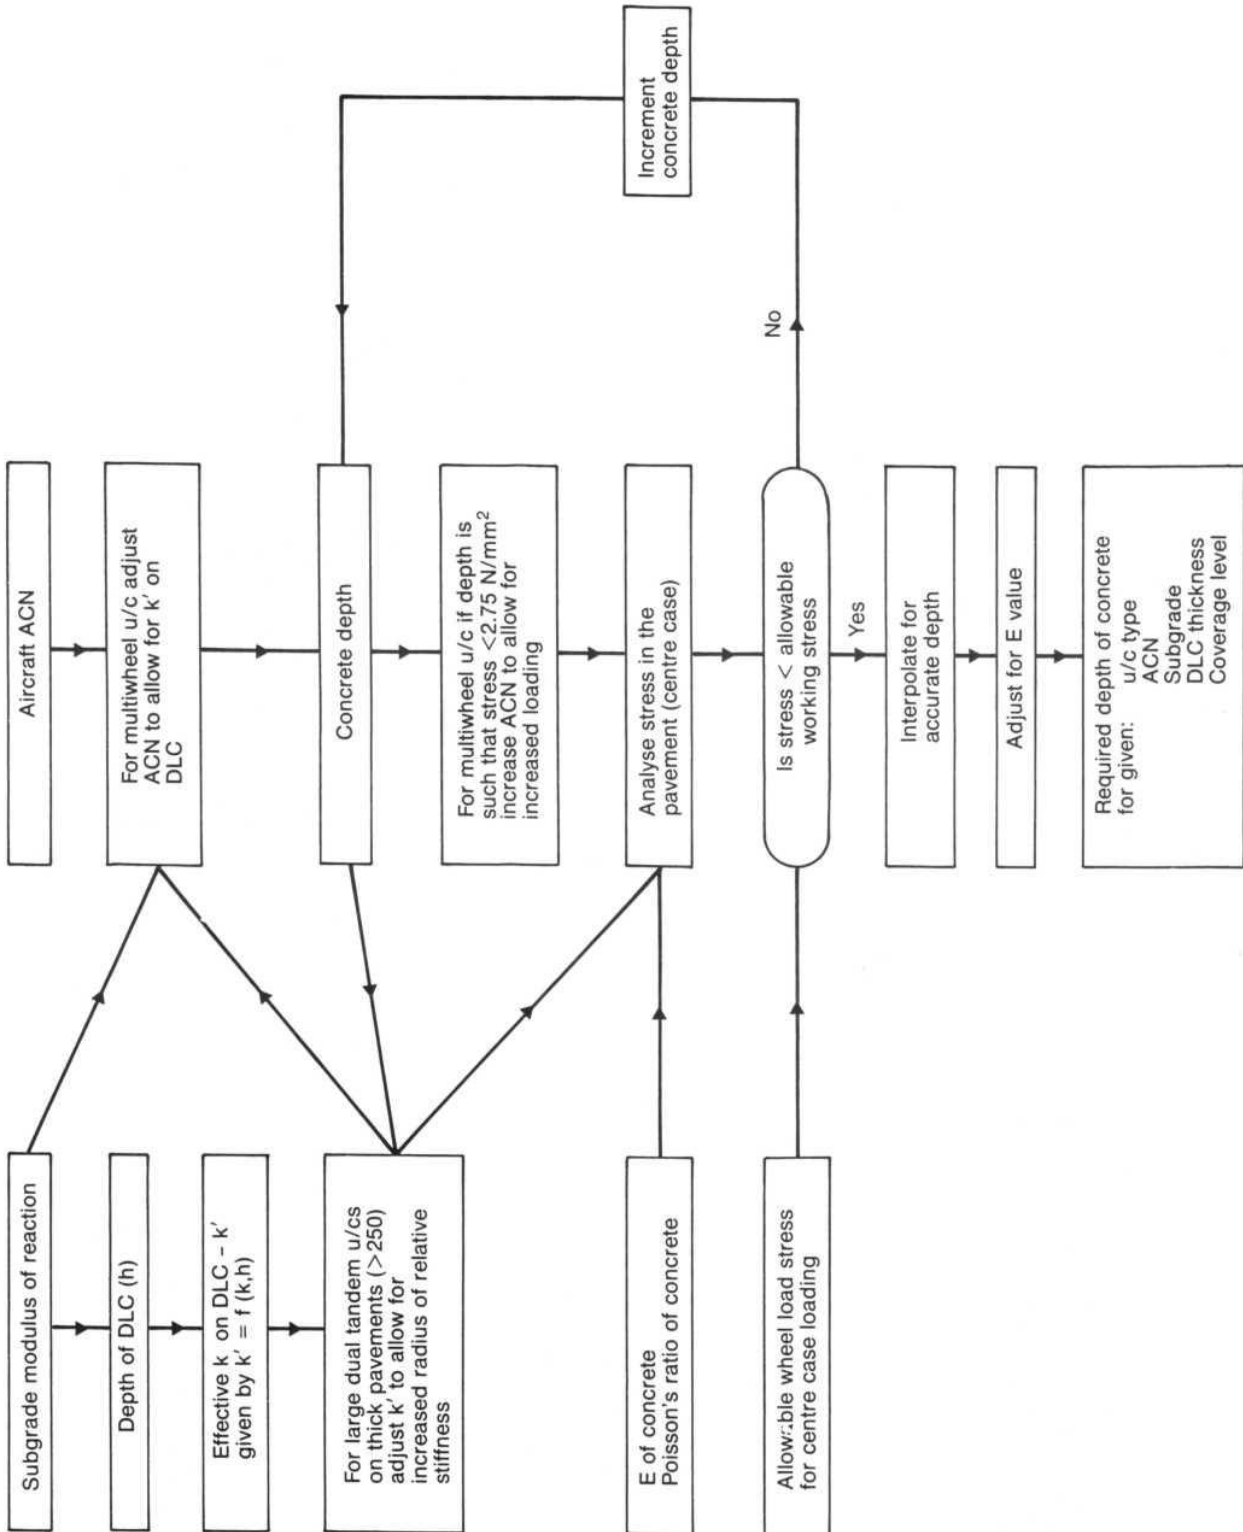 Subgrade modulus of reaction
Depth of DLC (h)
Effective k on DLC – k′
given by k′ = f (k,h)
For large dual tandem u/cs
on thick pavements (>250)
adjust k′ to allow for
increased radius of relative
stiffness
E of concrete
Poisson's ratio of concrete
wheel load stress
for centre case loading
Aircraft ACN
For multiwheel u/c adjust
ACN to allow for k′ on
DLC
Concrete depth
For multiwheel u/c if depth is
such that stress <2.75 N/mm²
increase ACN to allow for
increased loading
Analyse stress in the
pavement (centre case)
Is stress < allowable
working stress
Yes
No
Interpolate for
accurate depth
Adjust for E value
Required depth of concrete
for given:
u/c type
ACN
Subgrade
DLC thickness
Coverage level
Increment
concrete depth